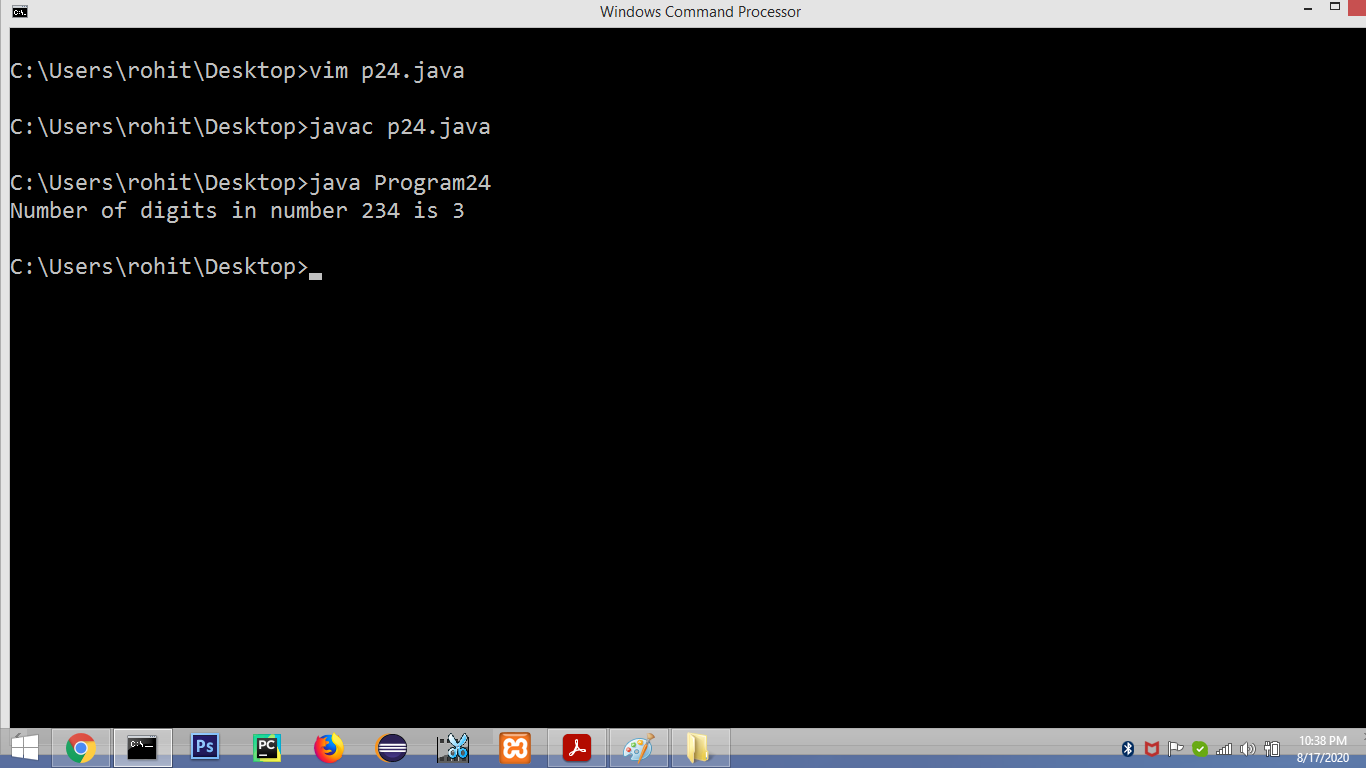 Windows Command Processor
C:\Users\rohit\Desktop>vim p24.java
C:\Users\rohit\Desktop>javac p24.java
C:\Users\rohit\Desktop>java Program24
Number of digits in number 234 is 3
C:\Users\rohit\Desktop>
C:\_
Ps
PC
10:38 PM
8/17/2020